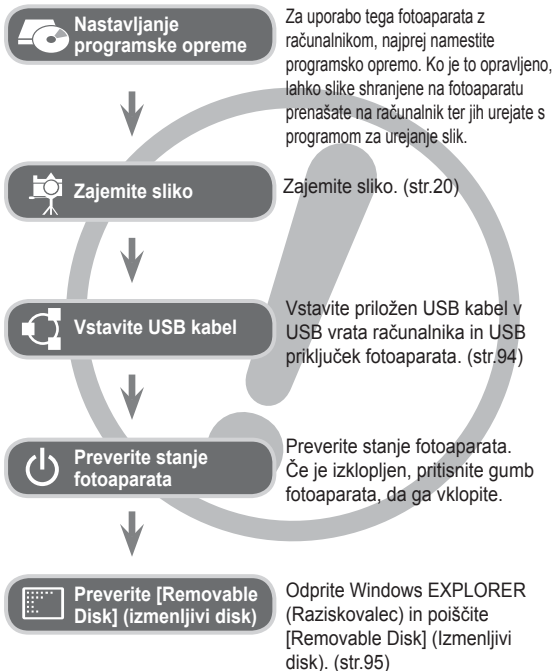 Nastavljanje
programske opreme
Za uporabo tega fotoaparata z
računalnikom, najprej namestite
programsko opremo. Ko je to opravljeno,
lahko slike shranjene na fotoaparatu
prenašate na računalnik ter jih urejate s
programom za urejanje slik.
Zajemite sliko
Zajemite sliko. (str.20)
Vstavite USB kabel
Vstavite priložen USB kabel v
USB vrata računalnika in USB
priključek fotoaparata. (str.94)
Preverite stanje
fotoaparata
Preverite stanje fotoaparata.
Če je izklopljen, pritisnite gumb
fotoaparata, da ga vklopite.
Preverite [Removable
Disk] (izmenljivi disk)
Odprite Windows EXPLORER
(Raziskovalec) in poiščite
[Removable Disk] (Izmenljivi
disk). (str.95)